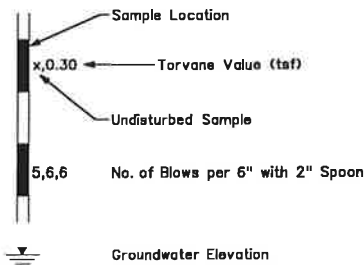 Sample Location
x,0.30 Torvane Value (tsf)
Undisturbed Sample
5,6,6 No. of Blows per 6" with 2" Spoon
Groundwater Elevation